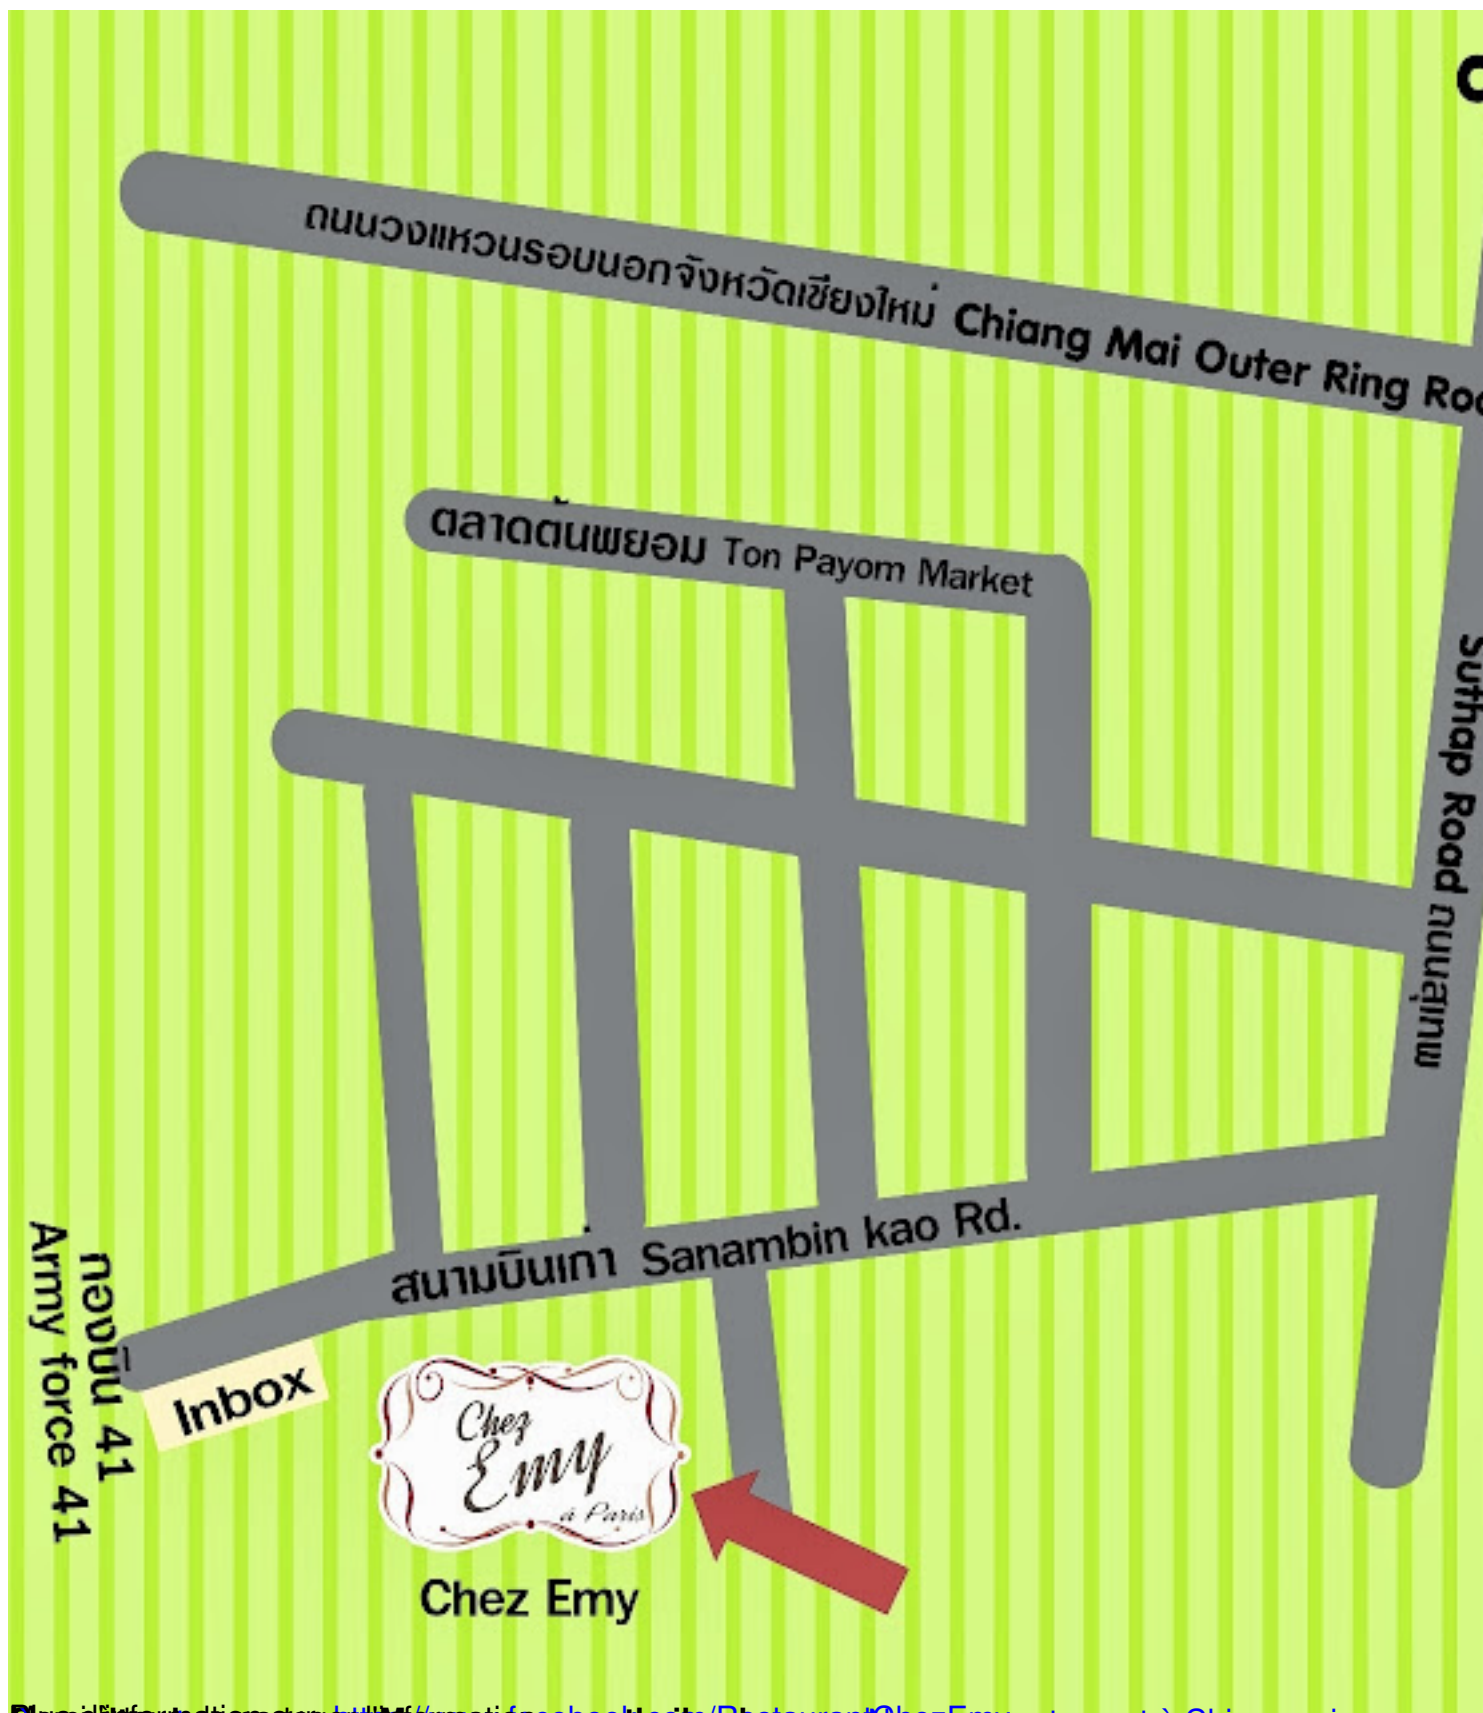 ถนนวงแหวนรอบนอกจังหวัดเชียงใหม่ Chiang Mai Outer Ring
ตลาดต้นพยอม Ton Payom Market
Suthap Road ถนนสุเทพ
สนามบินเก่า Sanambin kao Rd.
กองบิน 41
Army force 41
Inbox
Chez
Emy
à Paris
Chez Emy